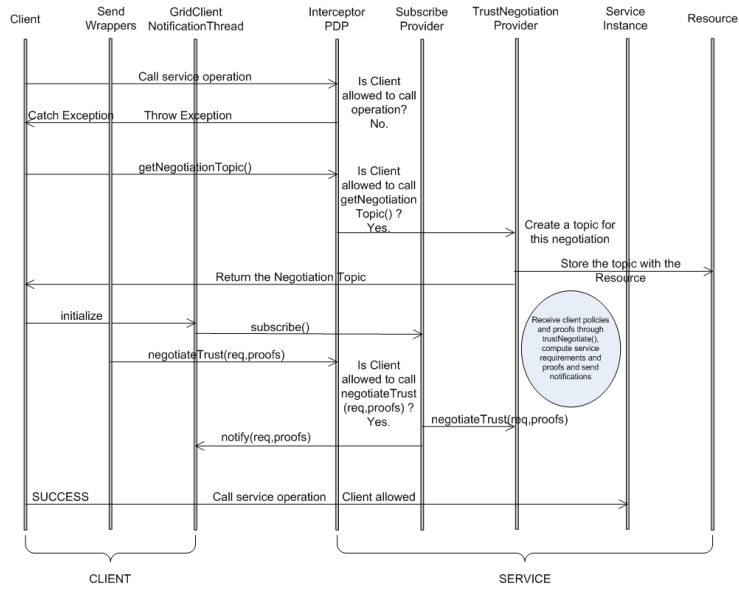 Client
Send
Wrappers
GridClient
NotificationThread
Interceptor
PDP
Subscribe
Provider
TrustNegotiation
Provider
Service
Instance
Resource
Call service operation
Is Client
allowed to call
operation?
No.
Catch Exception
Throw Exception
getNegotiationTopic()
Is Client
allowed to call
getNegotiation
Topic() ?
Yes.
Create a topic for
this negotiation
Store the topic with the
Resource
Return the Negotiation Topic
initialize
subscribe()
Receive client policies
and proofs through
trustNegotiate(),
compute service
requirements and
proofs and send
notifications
negotiateTrust(req,proofs)
Is Client
allowed to call
negotiateTrust
(req,proofs) ?
Yes.
negotiateTrust(req,proofs)
notify(req,proofs)
SUCCESS
Call service operation
Client allowed
CLIENT
SERVICE